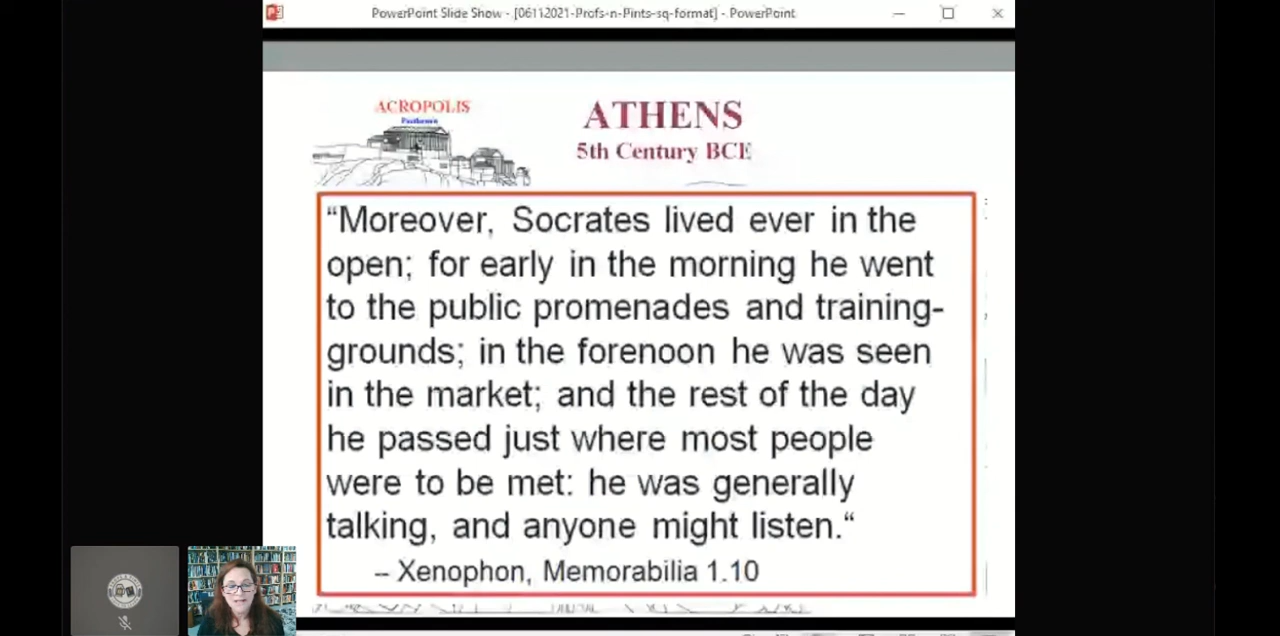 PowerPoint Slide Show - [06112021-Profs-n-Pints-sq-format] - PowerPoint
ACROPOLIS
Parthenon
ATHENS
5th Century BCE
“Moreover, Socrates lived ever in the
open; for early in the morning he went
to the public promenades and training-
grounds; in the forenoon he was seen
in the market; and the rest of the day
he passed just where most people
were to be met: he was generally
talking, and anyone might listen.“
– Xenophon, Memorabilia 1.10